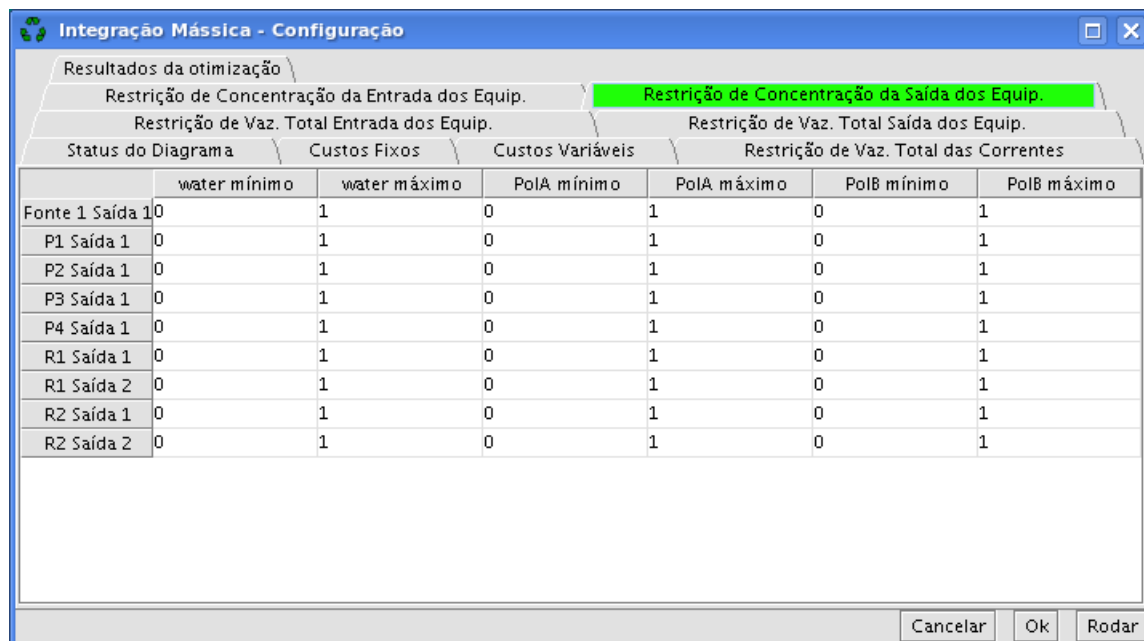 Integração Mássica - Configuração
Resultados da otimização
Restrição de Concentração da Entrada dos Equip. Restrição de Concentração da Saída dos Equip.
Restrição de Vaz. Total Entrada dos Equip. Restrição de Vaz. Total Saída dos Equip.
Status do Diagrama Custos Fixos Custos Variáveis Restrição de Vaz. Total das Correntes
water mínimo water máximo PolA mínimo PolA máximo PolB mínimo PolB máximo
Fonte 1 Saída 1 0 1 0 1 0 1
P1 Saída 1 0 1 0 1 0 1
P2 Saída 1 0 1 0 1 0 1
P3 Saída 1 0 1 0 1 0 1
P4 Saída 1 0 1 0 1 0 1
R1 Saída 1 0 1 0 1 0 1
R1 Saída 2 0 1 0 1 0 1
R2 Saída 1 0 1 0 1 0 1
R2 Saída 2 0 1 0 1 0 1
Cancelar Ok Rodar